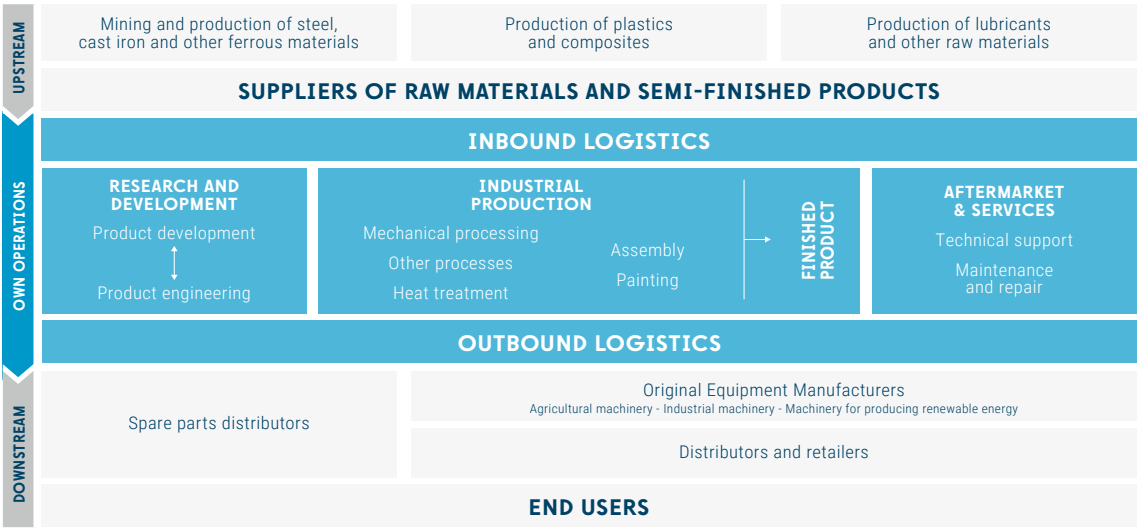 UPSTREAM
Mining and production of steel,
cast iron and other ferrous materials
Production of plastics
and composites
Production of lubricants
and other raw materials
SUPPLIERS OF RAW MATERIALS AND SEMI-FINISHED PRODUCTS
OWN OPERATIONS
INBOUND LOGISTICS
RESEARCH AND
DEVELOPMENT
Product development
Product engineering
INDUSTRIAL
PRODUCTION
Mechanical processing
Other processes
Heat treatment
Assembly
Painting
FINISHED
PRODUCT
AFTERMARKET
& SERVICES
Technical support
Maintenance
and repair
OUTBOUND LOGISTICS
DOWNSTREAM
Spare parts distributors
Original Equipment Manufacturers
Agricultural machinery - Industrial machinery - Machinery for producing renewable energy
Distributors and retailers
END USERS